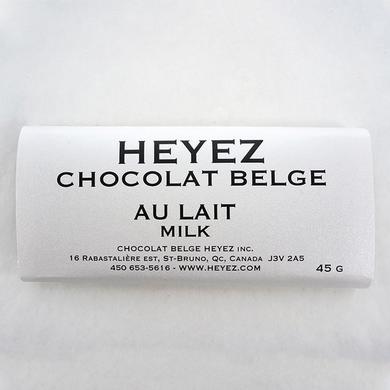 HEYEZ
CHOCOLAT BELGE
AU LAIT
MILK
CHOCOLAT BELGE HEYEZ INC.
16 RABASTALIÈRE EST, ST-BRUNO, QC, CANADA J3V 2A5
450 653-5616 - WWW.HEYEZ.COM
45 G